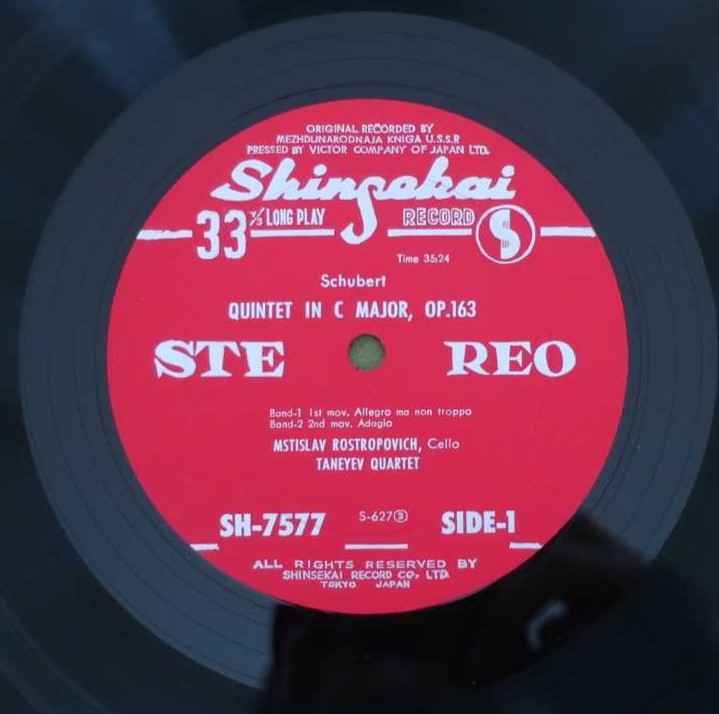 ORIGINAL RECORDED BY
MEZHDUNARODNAJA KNIGA U.S.S.R
PRESSED BY VICTOR COMPANY OF JAPAN LTD.
Shinsekai
33 ⅓ LONG PLAY RECORD S
Time 35:24
Schubert
QUINTET IN C MAJOR, OP.163
STE REO
Band-1 1st mov. Allegro ma non troppo
Band-2 2nd mov. Adagio
MSTISLAV ROSTROPOVICH, Cello
TANEYEV QUARTET
SH-7577 S-627② SIDE-1
ALL RIGHTS RESERVED BY
SHINSEKAI RECORD CO., LTD.
TOKYO JAPAN